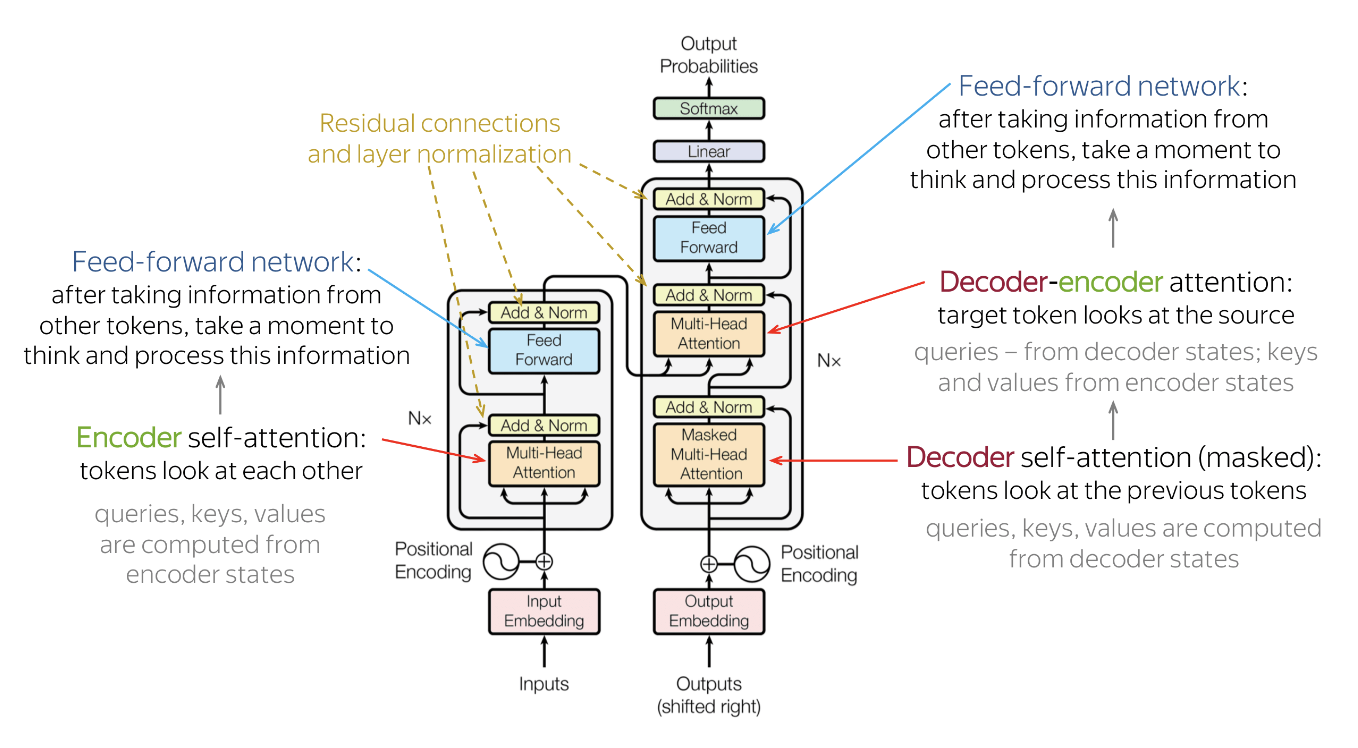 Output
Probabilities
Softmax
Linear
Add & Norm
Feed
Forward
Add & Norm
Multi-Head
Attention
Add & Norm
Masked
Multi-Head
Attention
N×
Positional
Encoding
Output
Embedding
Outputs
(shifted right)
Residual connections
and layer normalization
Feed-forward network:
after taking information from
other tokens, take a moment to
think and process this information
Encoder self-attention:
tokens look at each other
queries, keys, values
are computed from
encoder states
Add & Norm
Feed
Forward
N×
Add & Norm
Multi-Head
Attention
Positional
Encoding
Input
Embedding
Inputs
Feed-forward network:
after taking information from
other tokens, take a moment to
think and process this information
Decoder-encoder attention:
target token looks at the source
queries – from decoder states; keys
and values from encoder states
Decoder self-attention (masked):
tokens look at the previous tokens
queries, keys, values are computed
from decoder states